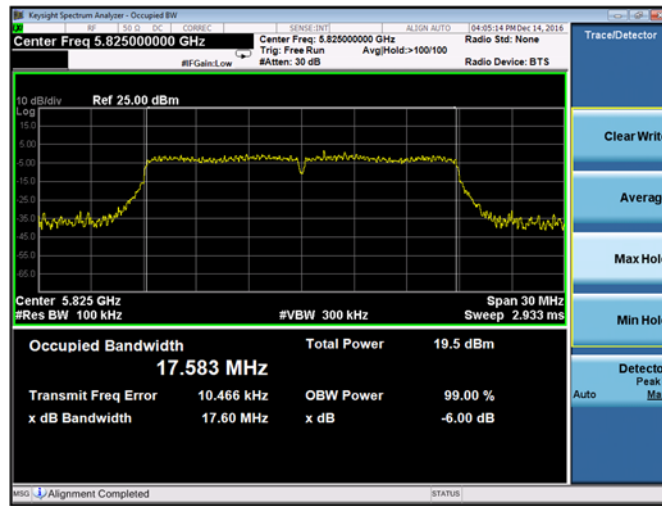 Keysight Spectrum Analyzer - Occupied BW
RF 50 Ω DC CORREC SENSE:INT ALIGN AUTO 04:05:14 PM Dec 14, 2016
Center Freq 5.825000000 GHz
Center Freq: 5.825000000 GHz
Radio Std: None
Trig: Free Run Avg|Hold:>100/100
#IFGain:Low #Atten: 30 dB Radio Device: BTS
10 dB/div Ref 25.00 dBm
Log
15.0
5.00
-5.00
-15.0
-25.0
-35.0
-45.0
-55.0
-65.0
Center 5.825 GHz Span 30 MHz
#Res BW 100 kHz #VBW 300 kHz Sweep 2.933 ms
Occupied Bandwidth Total Power 19.5 dBm
17.583 MHz
Transmit Freq Error 10.466 kHz OBW Power 99.00 %
x dB Bandwidth 17.60 MHz x dB -6.00 dB
MSG Alignment Completed STATUS
Trace/Detector
Clear Writ
Averag
Max Hol
Min Hol
Detecto
Peak
Auto Ma